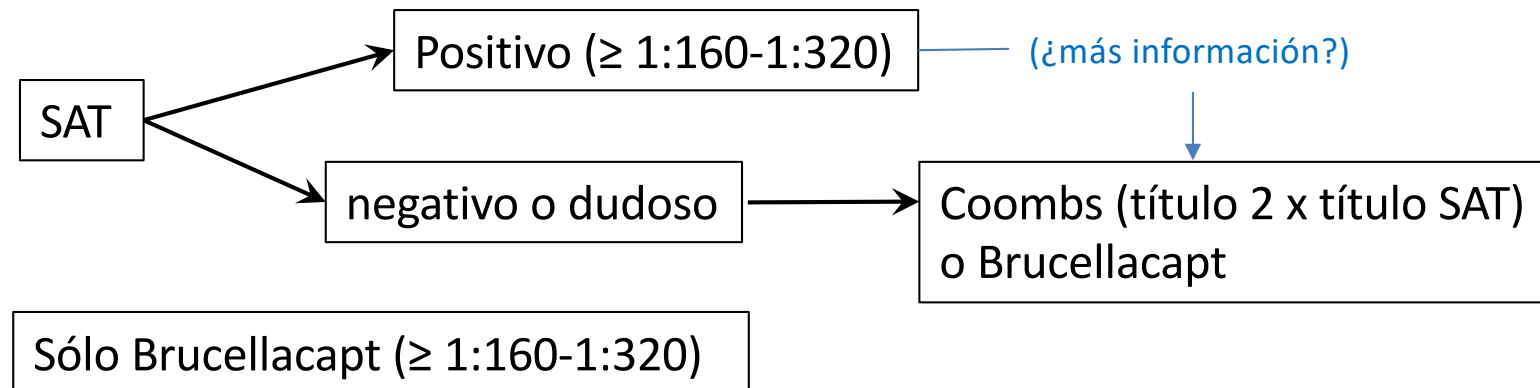 Positivo (≥ 1:160-1:320)
(¿más información?)
SAT
negativo o dudoso
Coombs (título 2 x título SAT)
o Brucellacapt
Sólo Brucellacapt (≥ 1:160-1:320)